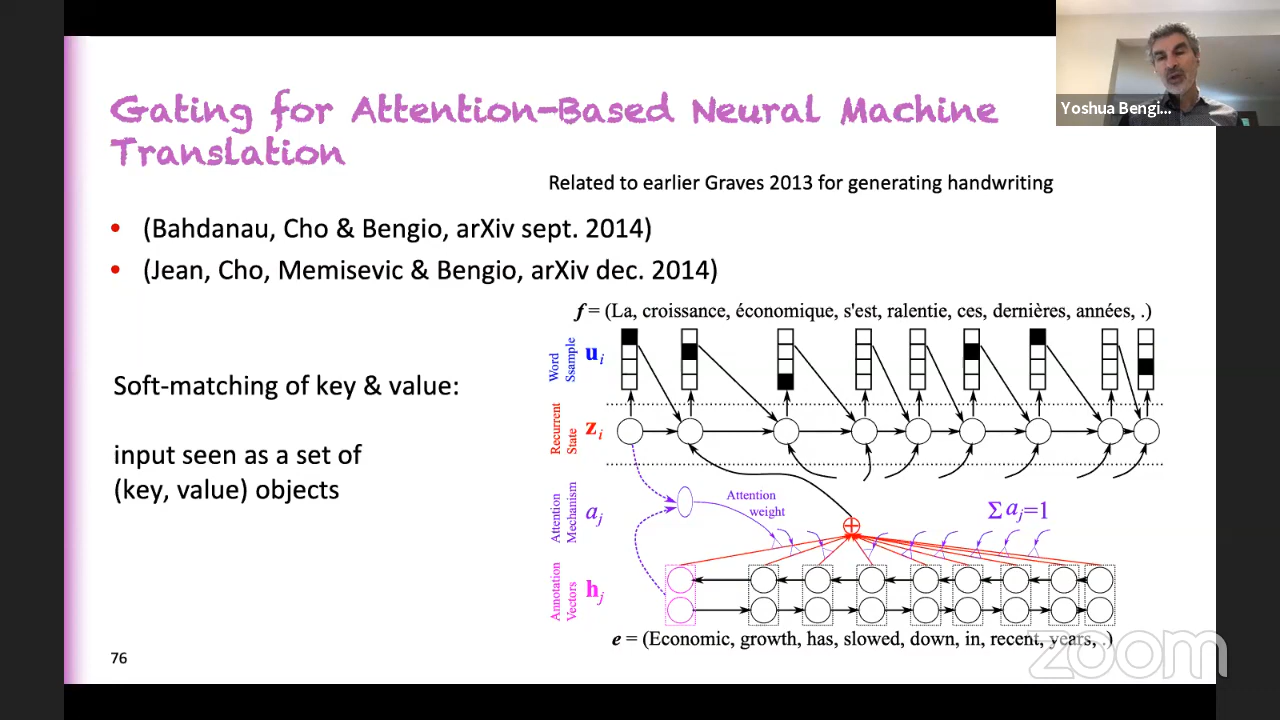 Yoshua Bengi...
Gating for Attention-Based Neural Machine
Translation
Related to earlier Graves 2013 for generating handwriting
• (Bahdanau, Cho & Bengio, arXiv sept. 2014)
• (Jean, Cho, Memisevic & Bengio, arXiv dec. 2014)
f = (La, croissance, économique, s'est, ralentie, ces, dernières, années, .)
Word
Ssample
u_i
Soft-matching of key & value:
Recurrent
State
z_i
input seen as a set of
(key, value) objects
Attention
Mechanism
a_j
Attention
weight
Σ a_j=1
Annotation
Vectors
h_j
e = (Economic, growth, has, slowed, down, in, recent, years, .)
76
zoom